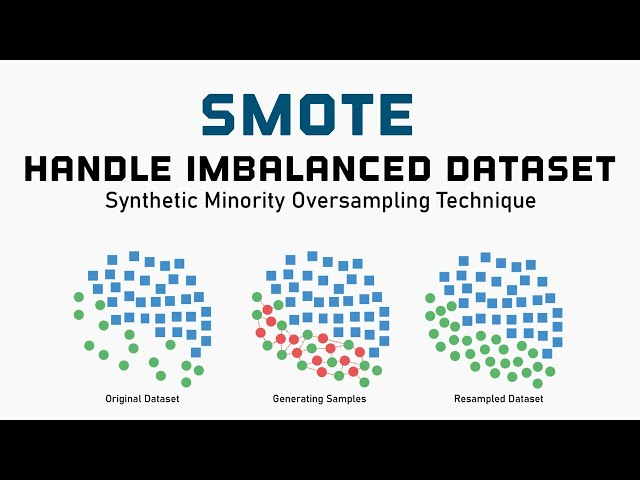 SMOTE
HANDLE IMBALANCED DATASET
Synthetic Minority Oversampling Technique
Original Dataset
Generating Samples
Resampled Dataset